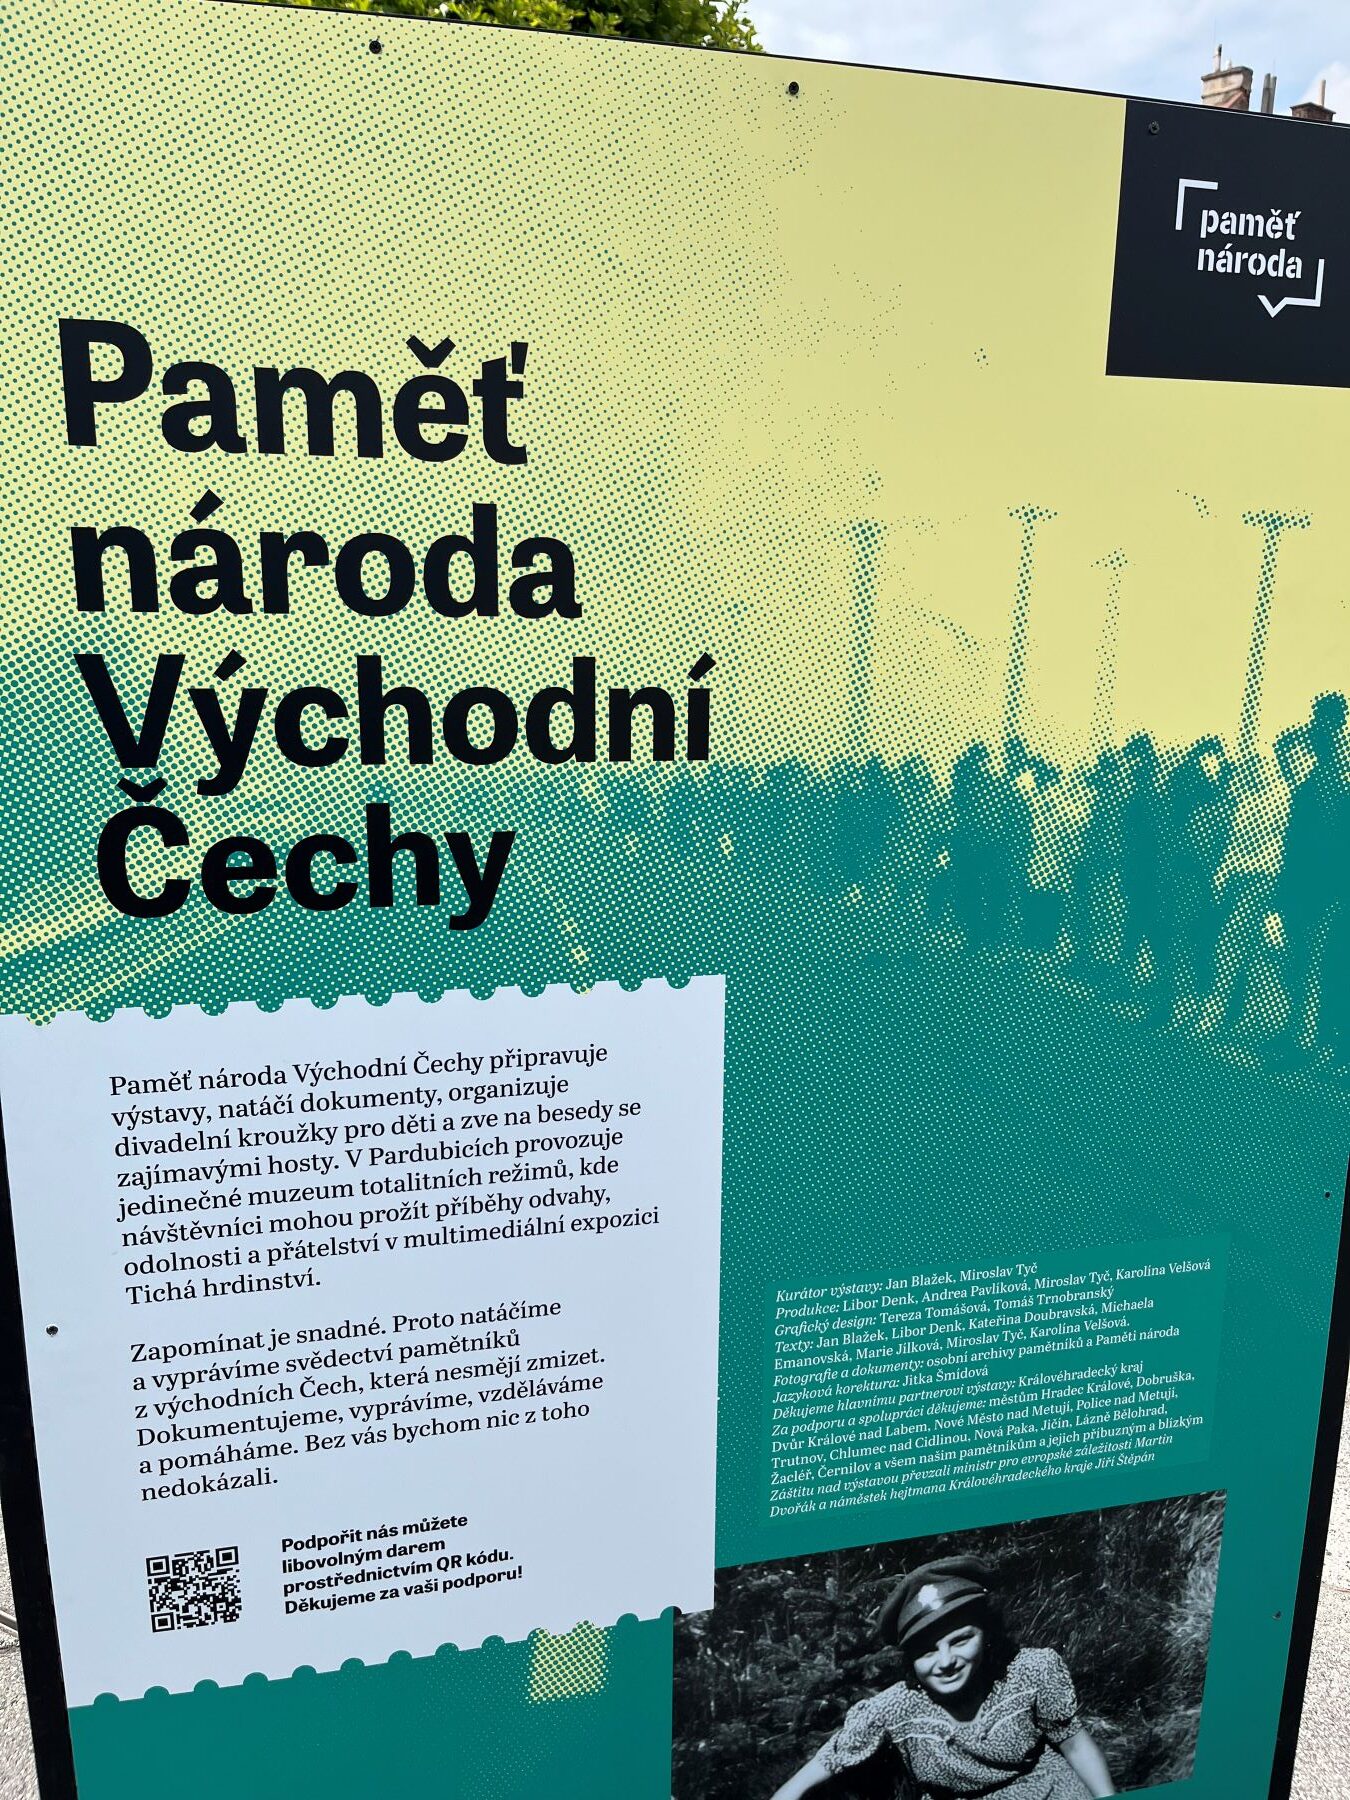 paměť
národa
Paměť
národa
Východní
Čechy
Paměť národa Východní Čechy připravuje
výstavy, natáčí dokumenty, organizuje
divadelní kroužky pro děti a zve na besedy se
zajímavými hosty. V Pardubicích provozuje
jedinečné muzeum totalitních režimů, kde
návštěvníci mohou prožít příběhy odvahy,
odolnosti a přátelství v multimediální expozici
Tichá hrdinství.
Zapomínat je snadné. Proto natáčíme
a vyprávíme svědectví pamětníků
z východních Čech, která nesmějí zmizet.
Dokumentujeme, vyprávíme, vzděláváme
a pomáháme. Bez vás bychom nic z toho
nedokázali.
Podpořit nás můžete
libovolným darem
prostřednictvím QR kódu.
Děkujeme za vaši podporu!
Kurátor výstavy: Jan Blažek, Miroslav Tyč
Produkce: Libor Denk, Andrea Pavlíková, Miroslav Tyč, Karolína Velšová
Grafický design: Tereza Tomášová, Tomáš Trnobranský
Texty: Jan Blažek, Libor Denk, Kateřina Doubravská, Michaela
Emanovská, Marie Jílková, Miroslav Tyč, Karolína Velšová.
Fotografie a dokumenty: osobní archivy pamětníků a Paměti národa
Jazyková korektura: Jitka Šmídová
Děkujeme hlavnímu partnerovi výstavy: Královéhradecký kraj
Za podporu a spolupráci děkujeme: městům Hradec Králové, Dobruška,
Dvůr Králové nad Labem, Nové Město nad Metují, Police nad Metují,
Trutnov, Chlumec nad Cidlinou, Nová Paka, Jičín, Lázně Bělohrad,
Žacléř, Černilov a všem našim pamětníkům a jejich příbuzným a blízkým
Záštitu nad výstavou převzali ministr pro evropské záležitosti Martin
Dvořák a náměstek hejtmana Královéhradeckého kraje Jiří Štěpán